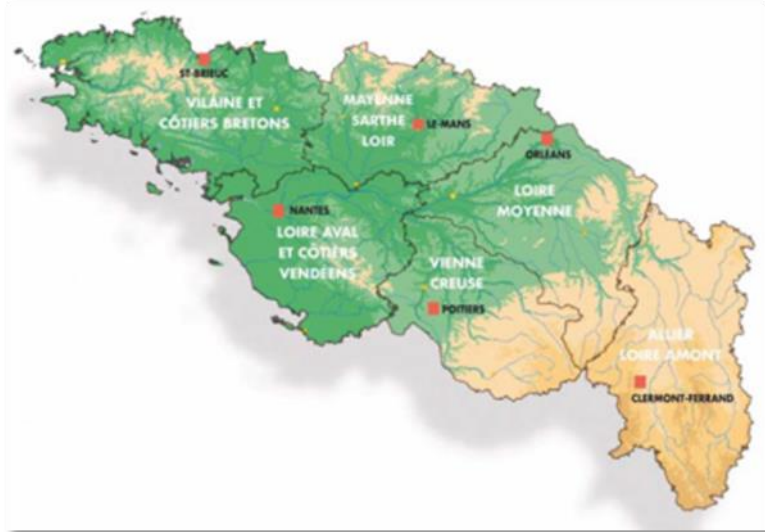 ST-BRIEUC
VILAINE ET
CÔTIERS BRETONS
MAYENNE
SARTHE
LOIR
LE-MANS
ORLÉANS
LOIRE
MOYENNE
NANTES
LOIRE AVAL
ET CÔTIERS
VENDÉENS
VIENNE
CREUSE
POITIERS
ALLIER
LOIRE AMONT
CLERMONT-FERRAND